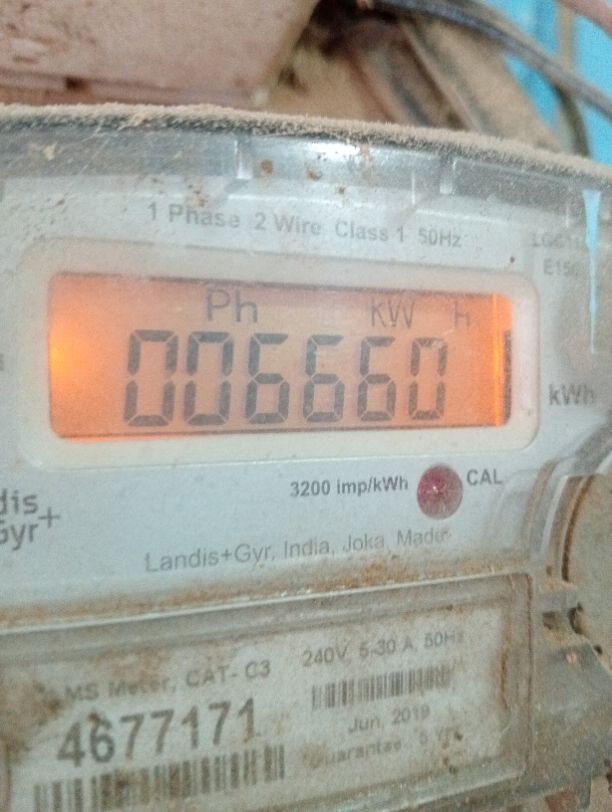 1 Phase 2 Wire Class 1 50Hz
Ph kW h
006660
kWh
3200 imp/kWh CAL
dis
Gyr+
Landis+Gyr, India, Joka, Made
MS Meter, CAT- C3
240V, 5-30 A, 50Hz
4677171
Jun, 2019
Guarantee